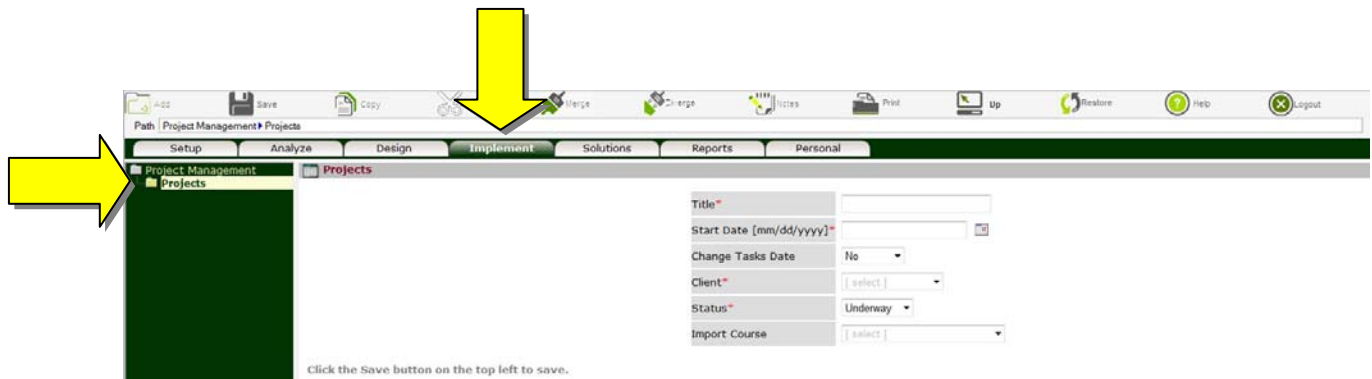 Add Save Copy Merge Emerge Notes Print Up Restore Help Logout
Path Project Management Projects
Setup Analyze Design Implement Solutions Reports Personal
Project Management
Projects
Projects
Title*
Start Date [mm/dd/yyyy]*
Change Tasks Date No
Client* [ select ]
Status* Underway
Import Course [ select ]
Click the Save button on the top left to save.